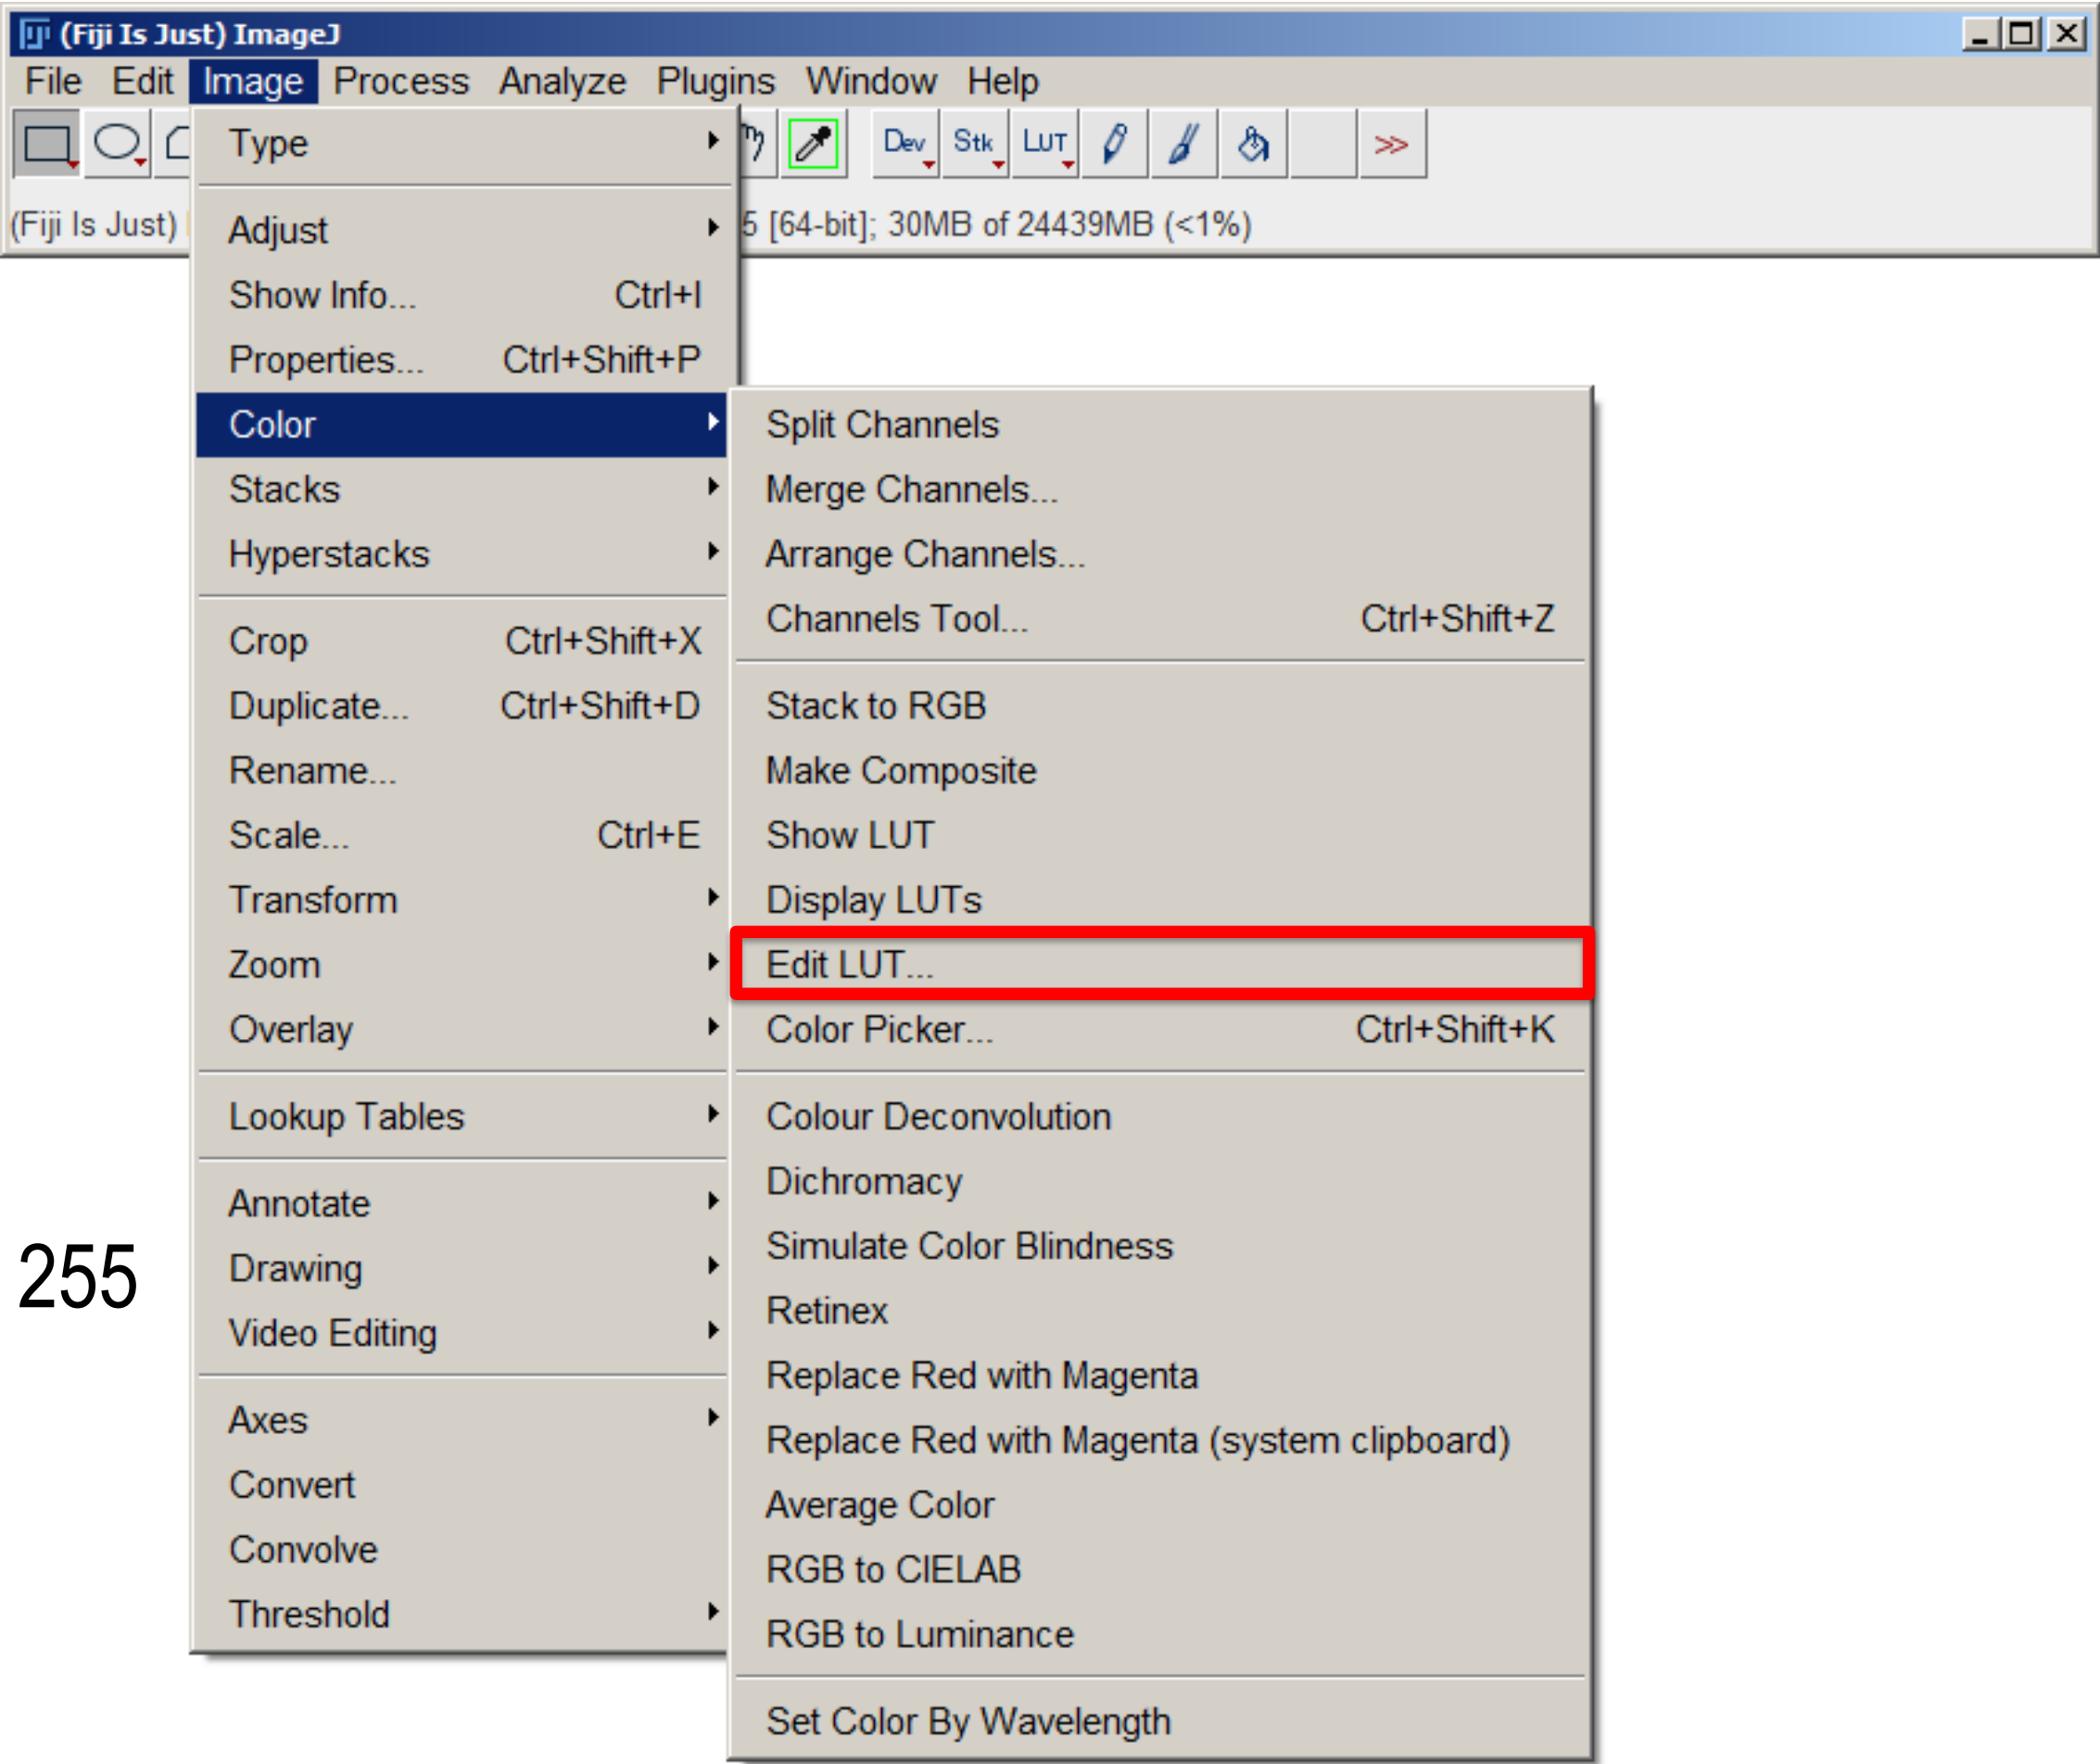 (Fiji Is Just) ImageJ
File Edit Image Process Analyze Plugins Window Help
Dev Stk LUT >>
(Fiji Is Just) 5 [64-bit]; 30MB of 24439MB (<1%)
Type
Adjust
Show Info... Ctrl+I
Properties... Ctrl+Shift+P
Color
Stacks
Hyperstacks
Crop Ctrl+Shift+X
Duplicate... Ctrl+Shift+D
Rename...
Scale... Ctrl+E
Transform
Zoom
Overlay
Lookup Tables
Annotate
Drawing
Video Editing
Axes
Convert
Convolve
Threshold
Split Channels
Merge Channels...
Arrange Channels...
Channels Tool... Ctrl+Shift+Z
Stack to RGB
Make Composite
Show LUT
Display LUTs
Edit LUT...
Color Picker... Ctrl+Shift+K
Colour Deconvolution
Dichromacy
Simulate Color Blindness
Retinex
Replace Red with Magenta
Replace Red with Magenta (system clipboard)
Average Color
RGB to CIELAB
RGB to Luminance
Set Color By Wavelength
255